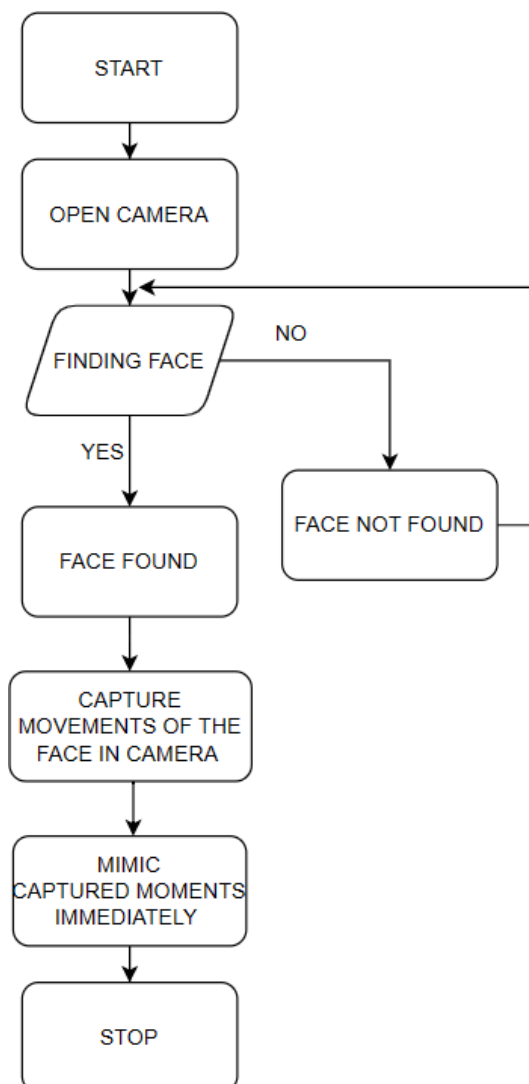 START
OPEN CAMERA
FINDING FACE
NO
YES
FACE NOT FOUND
FACE FOUND
CAPTURE
MOVEMENTS OF THE
FACE IN CAMERA
MIMIC
CAPTURED MOMENTS
IMMEDIATELY
STOP